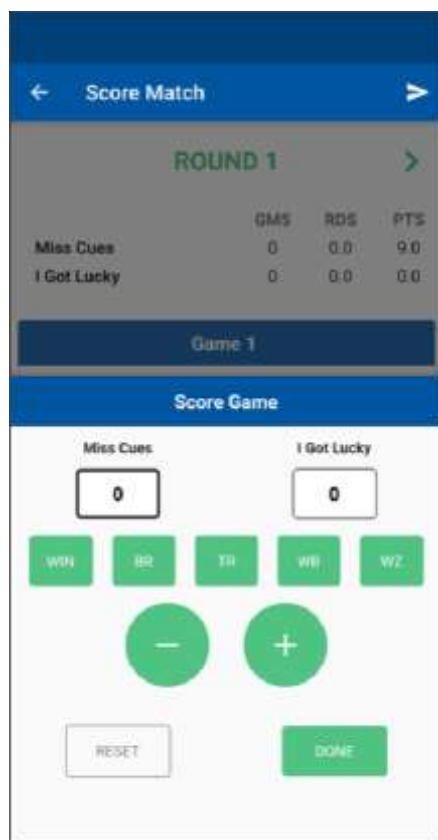 ← Score Match
ROUND 1 >
GMS RDS PTS
Miss Cues 0 0.0 9.0
I Got Lucky 0 0.0 0.0
Game 1
Score Game
Miss Cues I Got Lucky
0 0
WIN BR TR WB WZ
− +
RESET DONE